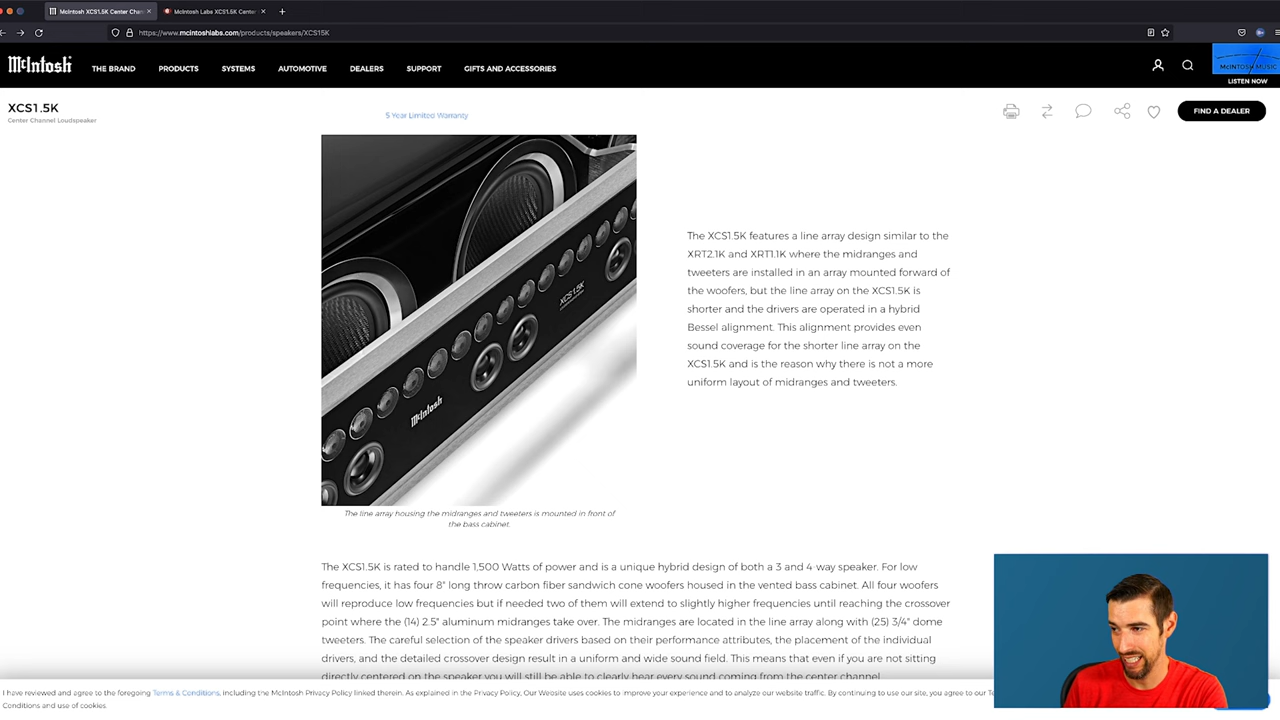 McIntosh XCS1.5K Center Chan
McIntosh Labs XCS1.5K Center
https://www.mcintoshlabs.com/products/speakers/XCS15K
McIntosh
THE BRAND
PRODUCTS
SYSTEMS
AUTOMOTIVE
DEALERS
SUPPORT
GIFTS AND ACCESSORIES
McINTOSH MUSIC
LISTEN NOW
XCS1.5K
Center Channel Loudspeaker
5 Year Limited Warranty
FIND A DEALER
XCS1.5K
McIntosh
The line array housing the midranges and tweeters is mounted in front of
the bass cabinet.
The XCS1.5K features a line array design similar to the
XRT2.1K and XRT1.1K where the midranges and
tweeters are installed in an array mounted forward of
the woofers, but the line array on the XCS1.5K is
shorter and the drivers are operated in a hybrid
Bessel alignment. This alignment provides even
sound coverage for the shorter line array on the
XCS1.5K and is the reason why there is not a more
uniform layout of midranges and tweeters.
The XCS1.5K is rated to handle 1,500 Watts of power and is a unique hybrid design of both a 3 and 4-way speaker. For low
frequencies, it has four 8" long throw carbon fiber sandwich cone woofers housed in the vented bass cabinet. All four woofers
will reproduce low frequencies but if needed two of them will extend to slightly higher frequencies until reaching the crossover
point where the (14) 2.5" aluminum midranges take over. The midranges are located in the line array along with (25) 3/4" dome
tweeters. The careful selection of the speaker drivers based on their performance attributes, the placement of the individual
drivers, and the detailed crossover design result in a uniform and wide sound field. This means that even if you are not sitting
directly centered on the speaker you will still be able to clearly hear every sound coming from the center channel.
I have reviewed and agree to the foregoing Terms & Conditions, including the McIntosh Privacy Policy linked therein. As explained in the Privacy Policy, Our Website uses cookies to improve your experience and to analyze our website traffic. By continuing to use our site, you agree to our Te
Conditions and use of cookies.